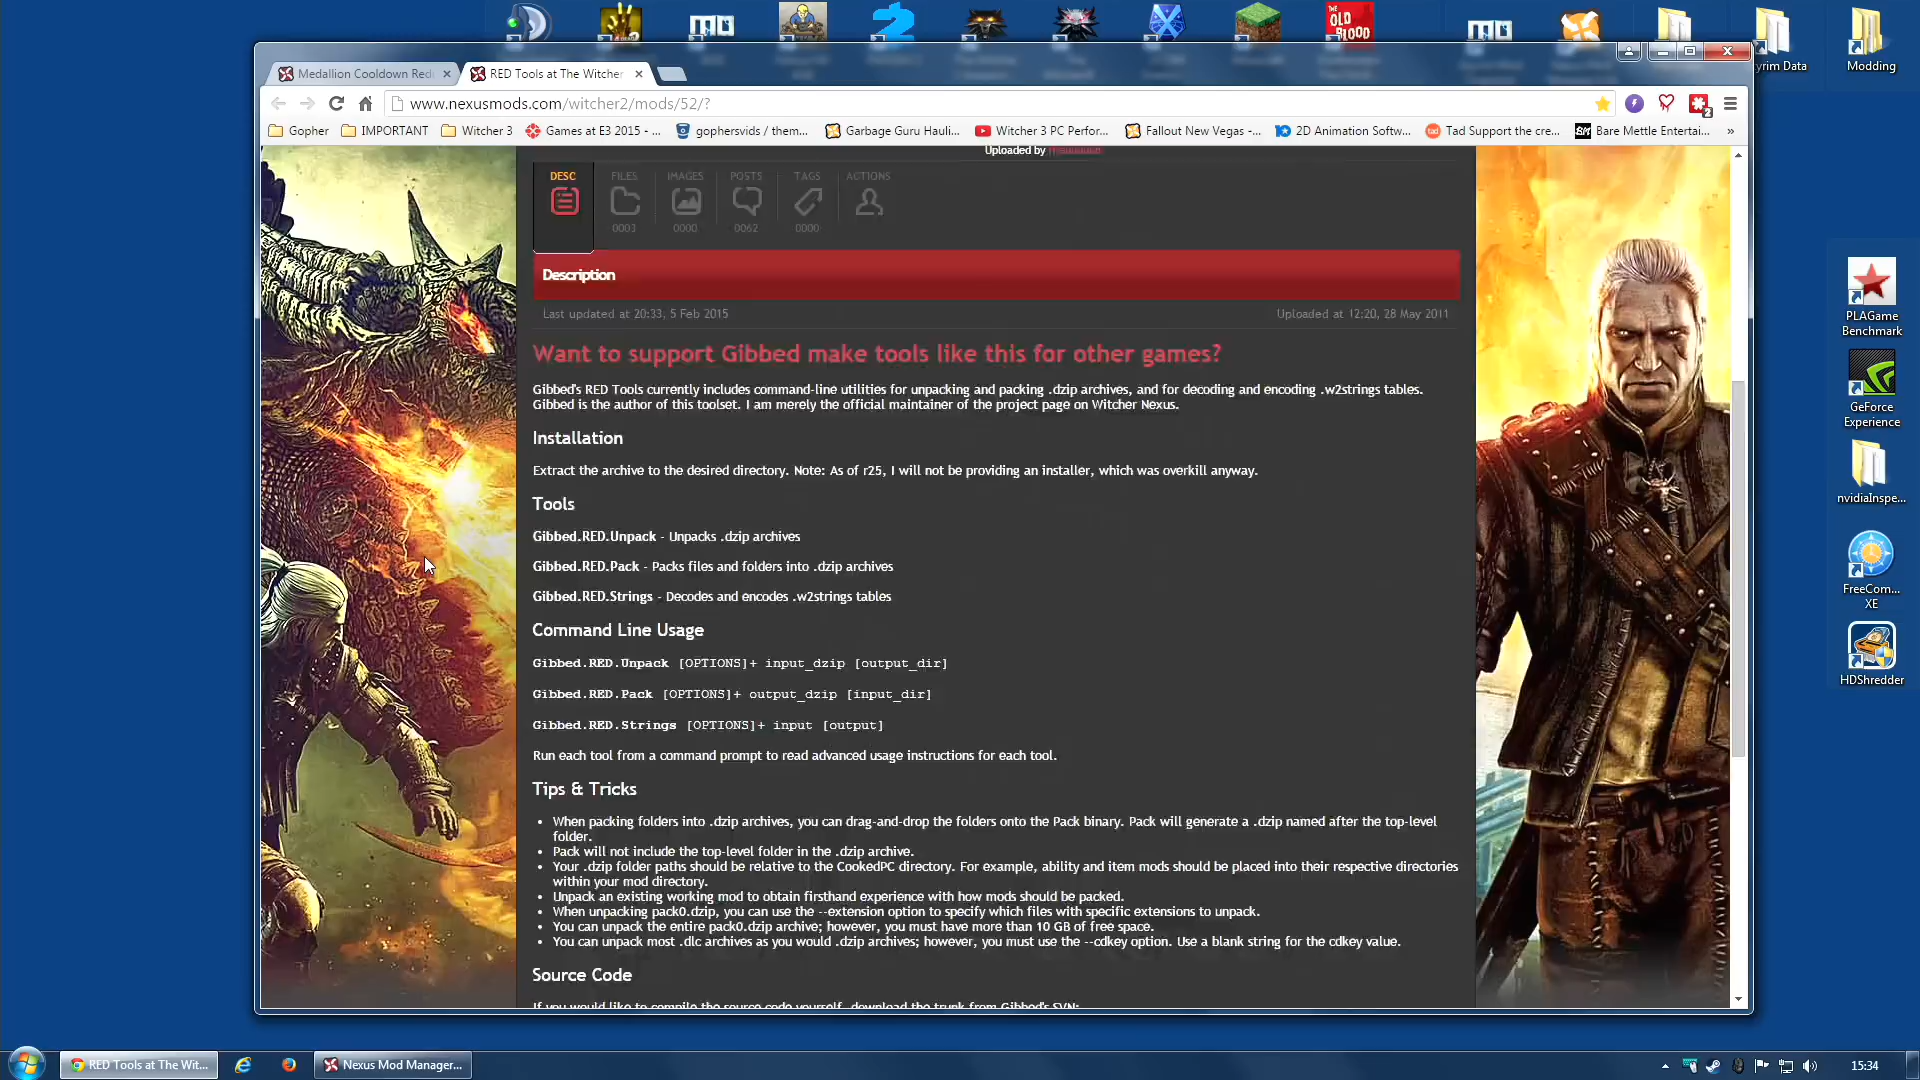 THE
OLD
BLOOD
yrim Data
Modding
Medallion Cooldown Red
RED Tools at The Witcher
www.nexusmods.com/witcher2/mods/52/?
Gopher
IMPORTANT
Witcher 3
Games at E3 2015 - ...
gophersvids / them...
Garbage Guru Hauli...
Witcher 3 PC Perfor...
Fallout New Vegas -...
2D Animation Softw...
Tad Support the cre...
Bare Mettle Entertai...
»
Uploaded by
DESC
FILES
IMAGES
POSTS
TAGS
ACTIONS
0003
0000
0062
0000
Description
Last updated at 20:33, 5 Feb 2015
Uploaded at 12:20, 28 May 2011
Want to support Gibbed make tools like this for other games?
Gibbed's RED Tools currently includes command-line utilities for unpacking and packing .dzip archives, and for decoding and encoding .w2strings tables.
Gibbed is the author of this toolset. I am merely the official maintainer of the project page on Witcher Nexus.
Installation
Extract the archive to the desired directory. Note: As of r25, I will not be providing an installer, which was overkill anyway.
Tools
Gibbed.RED.Unpack - Unpacks .dzip archives
Gibbed.RED.Pack - Packs files and folders into .dzip archives
Gibbed.RED.Strings - Decodes and encodes .w2strings tables
Command Line Usage
Gibbed.RED.Unpack [OPTIONS]+ input_dzip [output_dir]
Gibbed.RED.Pack [OPTIONS]+ output_dzip [input_dir]
Gibbed.RED.Strings [OPTIONS]+ input [output]
Run each tool from a command prompt to read advanced usage instructions for each tool.
Tips & Tricks
• When packing folders into .dzip archives, you can drag-and-drop the folders onto the Pack binary. Pack will generate a .dzip named after the top-level
folder.
• Pack will not include the top-level folder in the .dzip archive.
• Your .dzip folder paths should be relative to the CookedPC directory. For example, ability and item mods should be placed into their respective directories
within your mod directory.
• Unpack an existing working mod to obtain firsthand experience with how mods should be packed.
• When unpacking pack0.dzip, you can use the --extension option to specify which files with specific extensions to unpack.
• You can unpack the entire pack0.dzip archive; however, you must have more than 10 GB of free space.
• You can unpack most .dlc archives as you would .dzip archives; however, you must use the --cdkey option. Use a blank string for the cdkey value.
Source Code
If you would like to compile the source code yourself, download the trunk from Gibbed's SVN:
PLAGame
Benchmark
GeForce
Experience
nvidiaInspe...
FreeCom...
XE
HDShredder
RED Tools at The Wit...
Nexus Mod Manager...
15:34